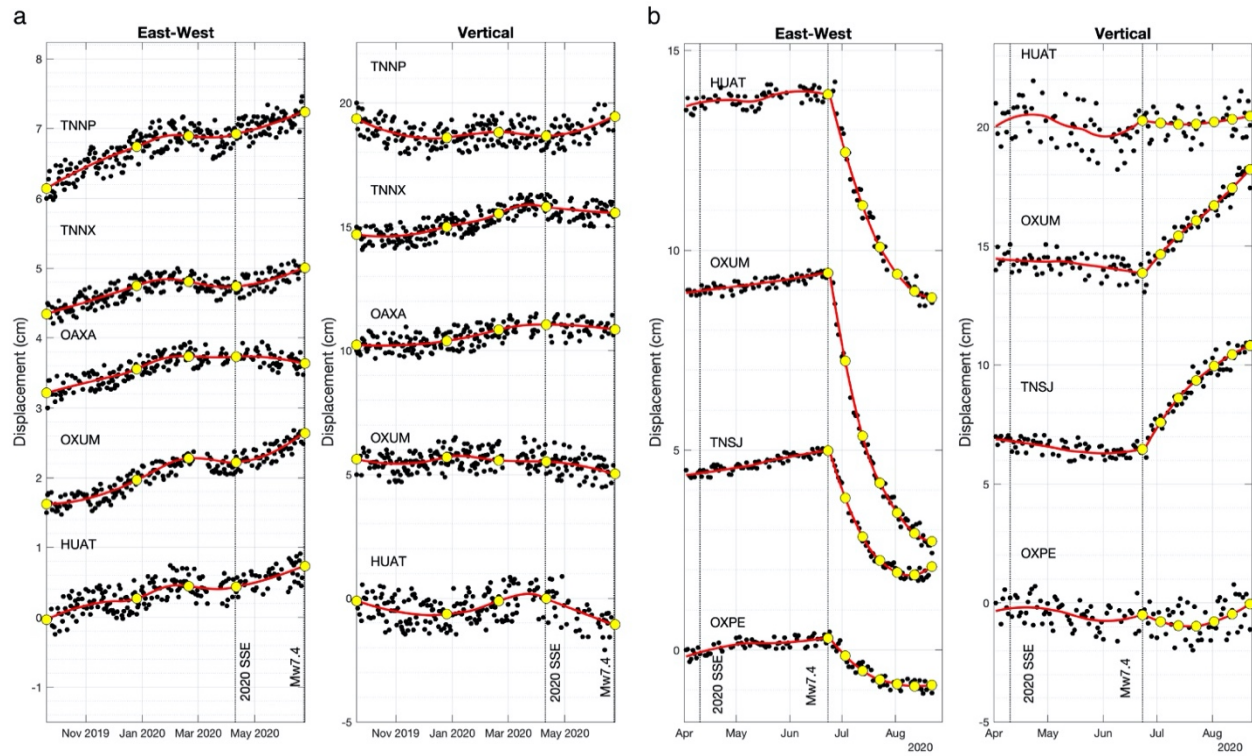 a
b
East-West
Vertical
East-West
Vertical
8
7
6
5
4
3
2
1
0
-1
Displacement (cm)
TNNP
TNNX
OAXA
OXUM
HUAT
2020 SSE
Mw7.4
Nov 2019
Jan 2020
Mar 2020
May 2020
20
15
10
5
0
-5
Displacement (cm)
TNNP
TNNX
OAXA
OXUM
HUAT
2020 SSE
Mw7.4
Nov 2019
Jan 2020
Mar 2020
May 2020
15
10
5
0
Displacement (cm)
HUAT
OXUM
TNSJ
OXPE
2020 SSE
Mw7.4
Apr
May
Jun
Jul
Aug
2020
20
15
10
5
0
-5
Displacement (cm)
HUAT
OXUM
TNSJ
OXPE
2020 SSE
Mw7.4
Apr
May
Jun
Jul
Aug
2020